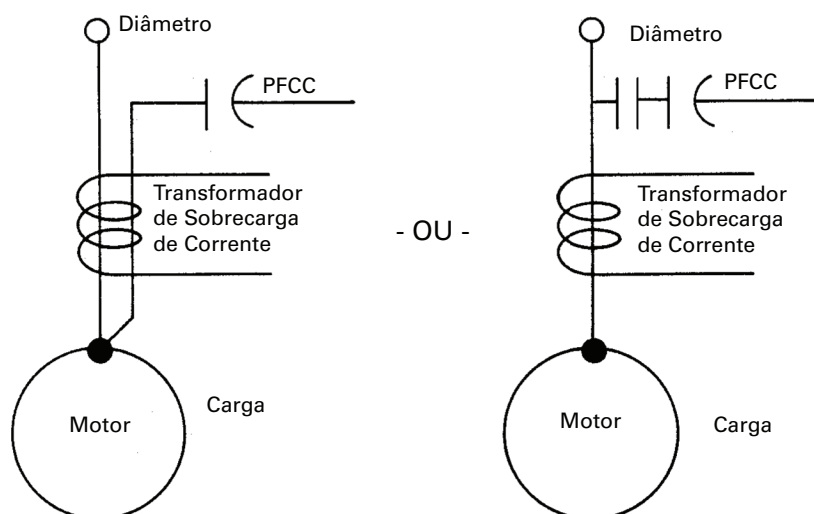 Diâmetro
PFCC
Transformador
de Sobrecarga
de Corrente
Motor
Carga
- OU -
Diâmetro
PFCC
Transformador
de Sobrecarga
de Corrente
Motor
Carga